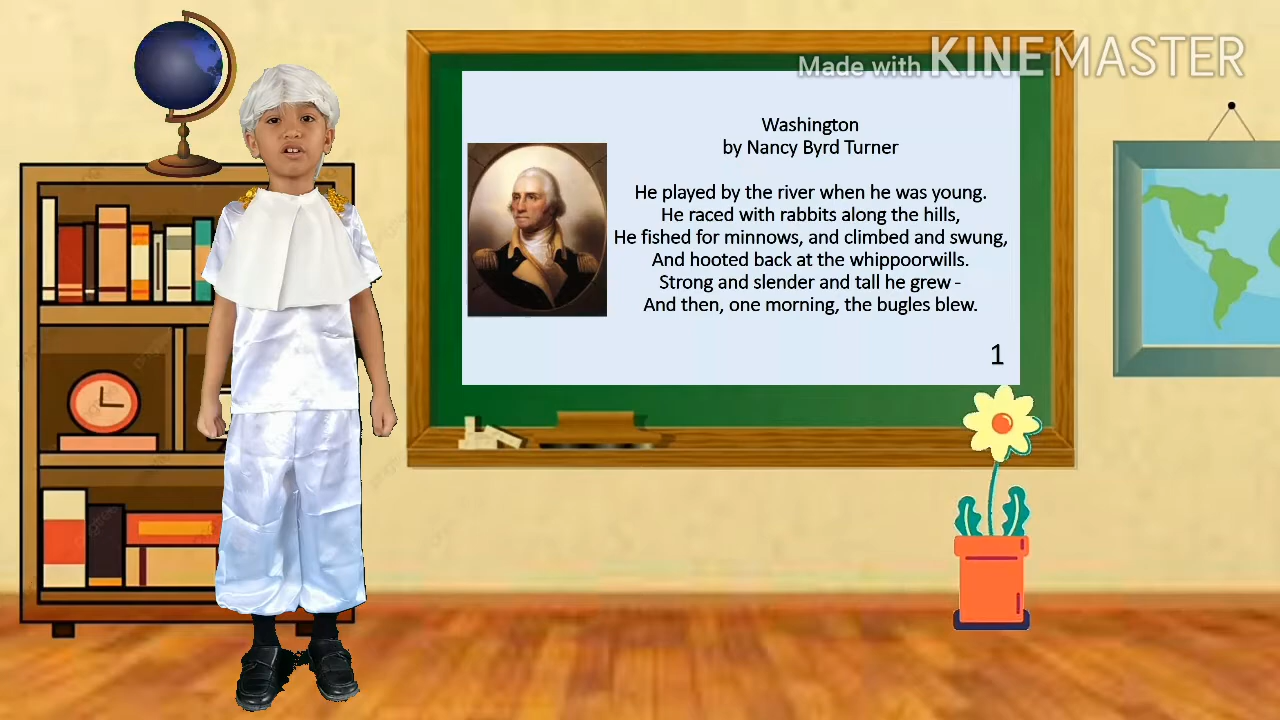 Made with KINEMASTER
Washington
by Nancy Byrd Turner
He played by the river when he was young.
He raced with rabbits along the hills,
He fished for minnows, and climbed and swung,
And hooted back at the whippoorwills.
Strong and slender and tall he grew -
And then, one morning, the bugles blew.
1